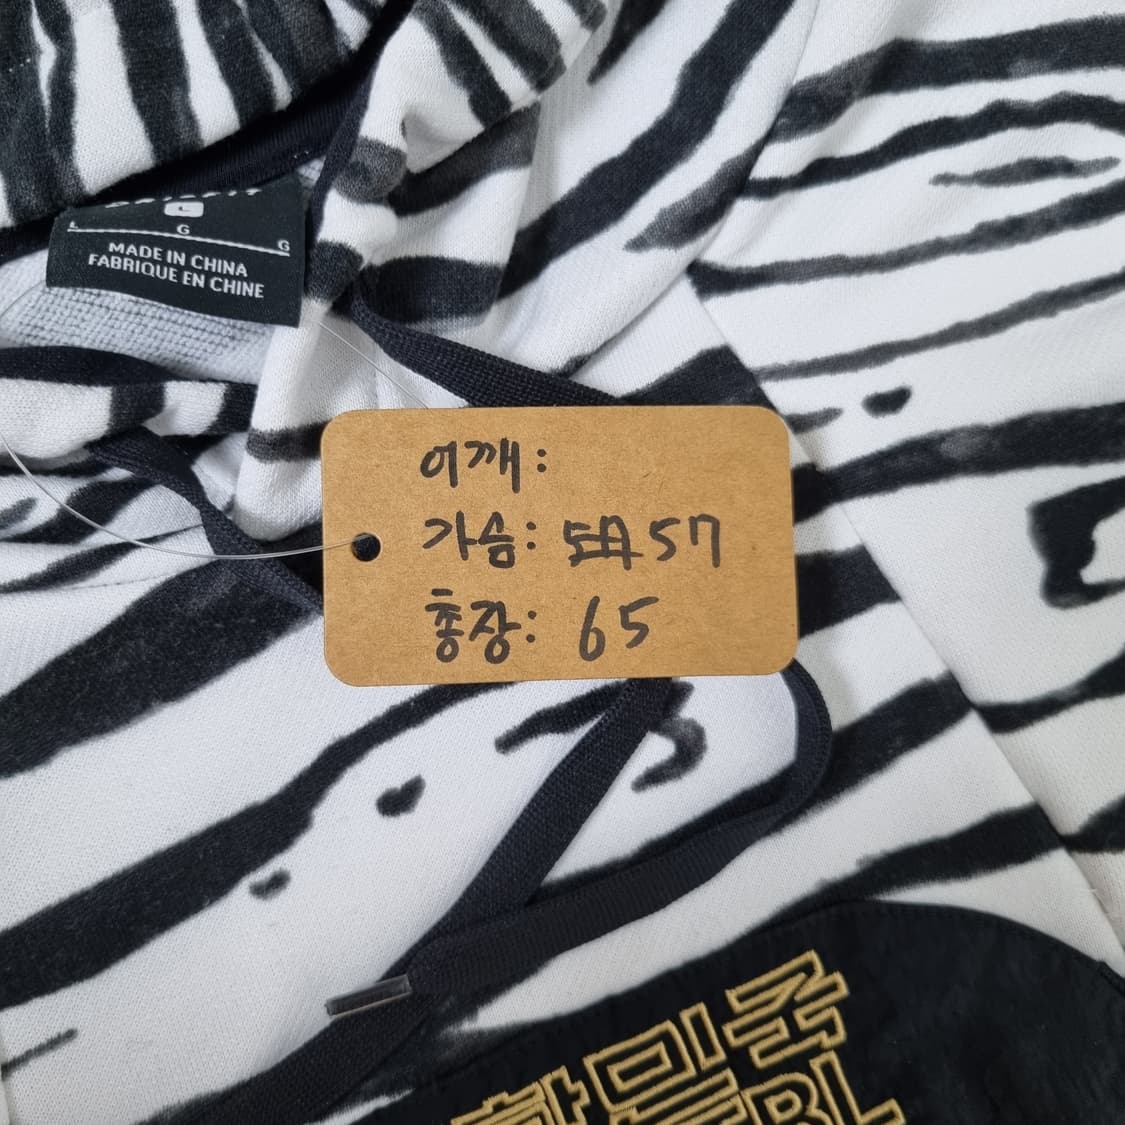 L
L G G
MADE IN CHINA
FABRIQUE EN CHINE
어깨:
가슴: 57
총장: 65